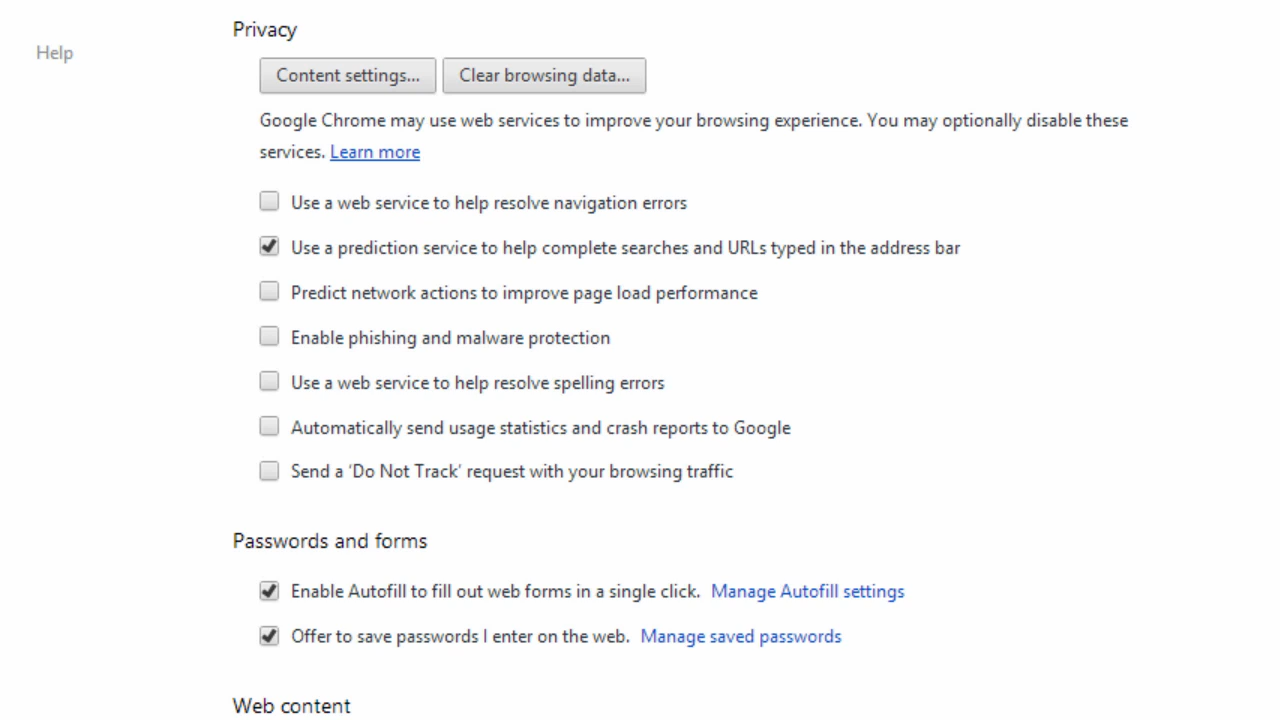 Help
Privacy
Content settings...
Clear browsing data...
Google Chrome may use web services to improve your browsing experience. You may optionally disable these
services. Learn more
Use a web service to help resolve navigation errors
Use a prediction service to help complete searches and URLs typed in the address bar
Predict network actions to improve page load performance
Enable phishing and malware protection
Use a web service to help resolve spelling errors
Automatically send usage statistics and crash reports to Google
Send a 'Do Not Track' request with your browsing traffic
Passwords and forms
Enable Autofill to fill out web forms in a single click. Manage Autofill settings
Offer to save passwords I enter on the web. Manage saved passwords
Web content